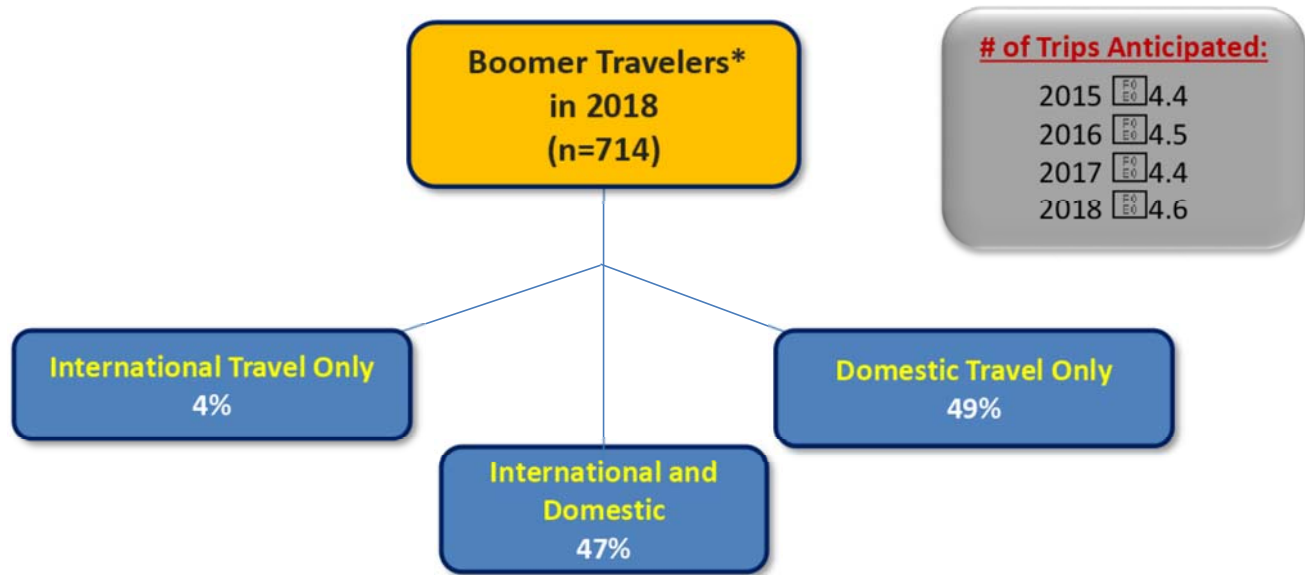 Boomer Travelers*
in 2018
(n=714)
# of Trips Anticipated:
2015 4.4
2016 4.5
2017 4.4
2018 4.6
International Travel Only
4%
International and
Domestic
47%
Domestic Travel Only
49%